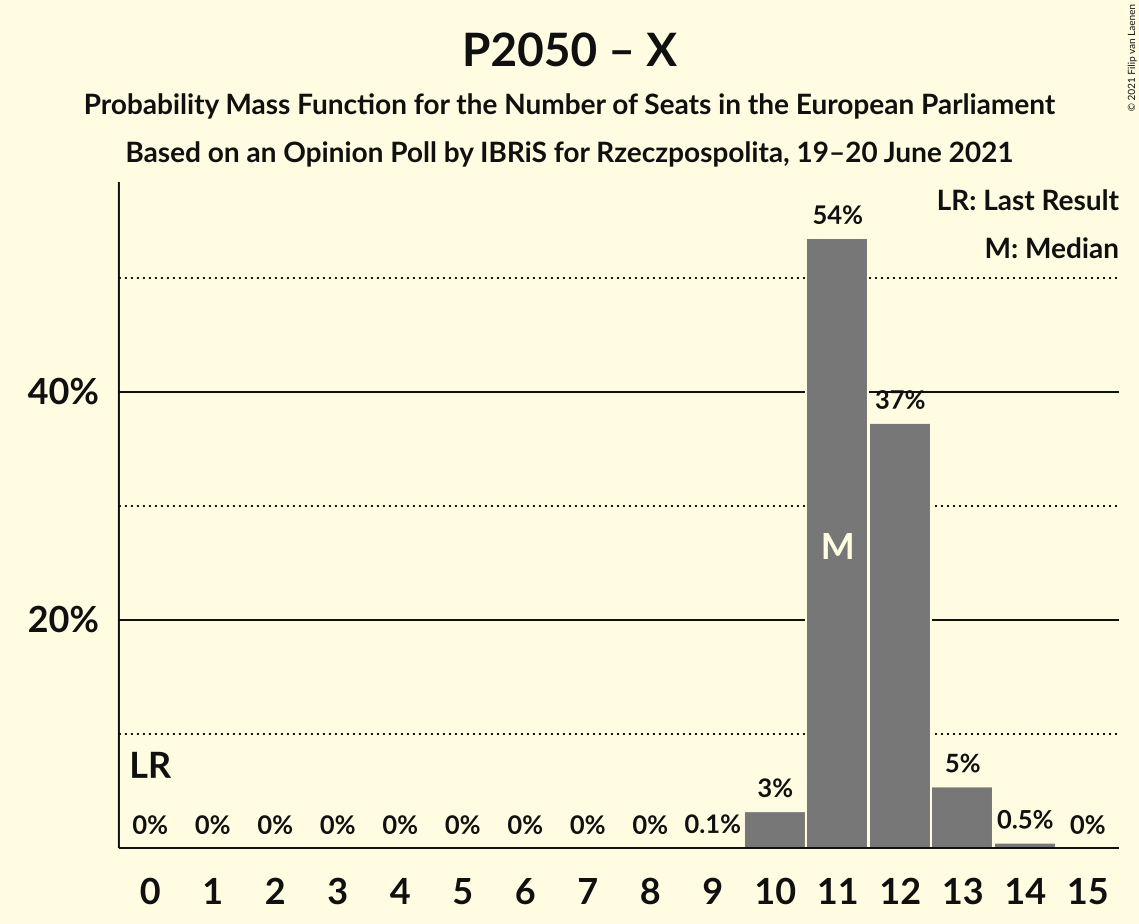 © 2021 Filip van Laenen
P2050 – X
Probability Mass Function for the Number of Seats in the European Parliament
Based on an Opinion Poll by IBRiS for Rzeczpospolita, 19–20 June 2021
LR: Last Result
M: Median
54%
40%
37%
M
20%
LR
0% 0% 0% 0% 0% 0% 0% 0% 0% 0.1% 3% 5% 0.5% 0%
0 1 2 3 4 5 6 7 8 9 10 11 12 13 14 15